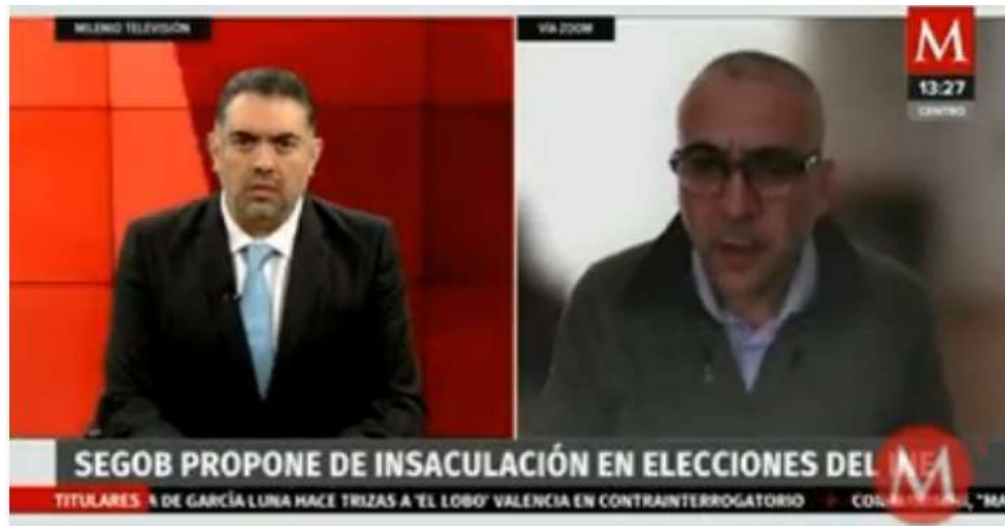 MILENIO TELEVISIÓN
VÍA ZOOM
M
13:27
CENTRO
SEGOB PROPONE DE INSACULACIÓN EN ELECCIONES DEL
M
TITULARES A DE GARCÍA LUNA HACE TRIZAS A 'EL LOBO' VALENCIA EN CONTRAINTERROGATORIO